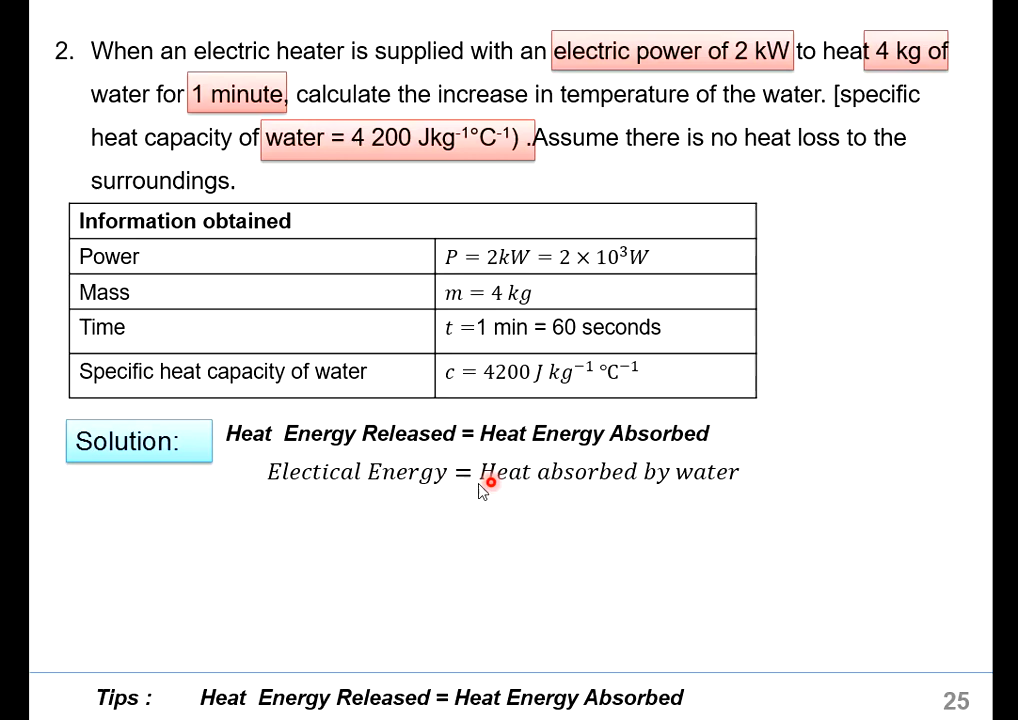 2. When an electric heater is supplied with an electric power of 2 kW to heat 4 kg of
water for 1 minute, calculate the increase in temperature of the water. [specific
heat capacity of water = 4 200 Jkg⁻¹°C⁻¹) .Assume there is no heat loss to the
surroundings.
Information obtained
Power P = 2kW = 2 × 10³W
Mass m = 4 kg
Time t =1 min = 60 seconds
Specific heat capacity of water c = 4200 J kg⁻¹ °C⁻¹
Solution: Heat Energy Released = Heat Energy Absorbed
Electical Energy = Heat absorbed by water
Tips : Heat Energy Released = Heat Energy Absorbed
25